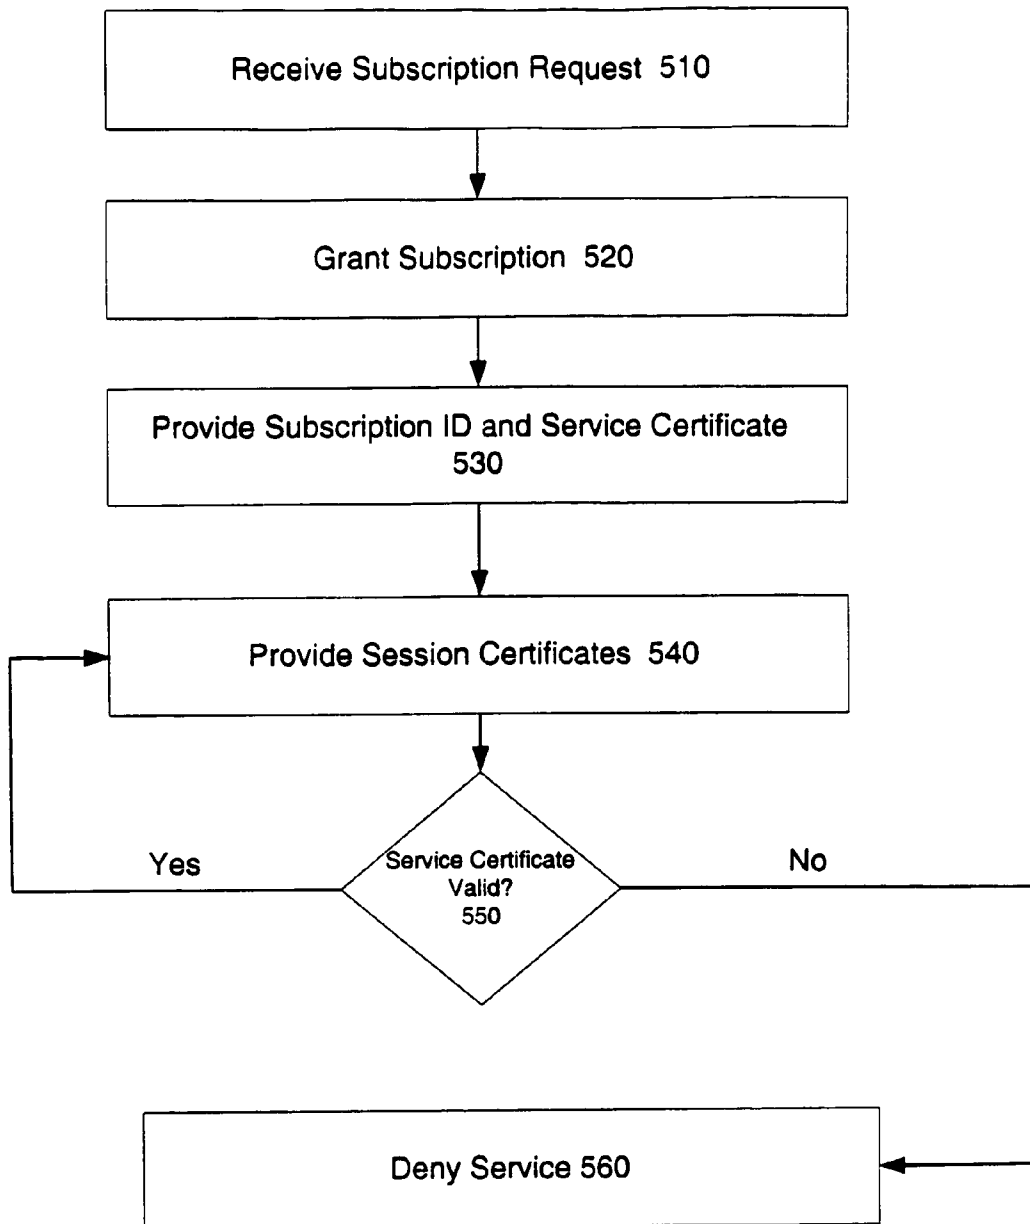 Receive Subscription Request 510
Grant Subscription 520
Provide Subscription ID and Service Certificate
530
Provide Session Certificates 540
Yes
Service Certificate
Valid?
550
No
Deny Service 560